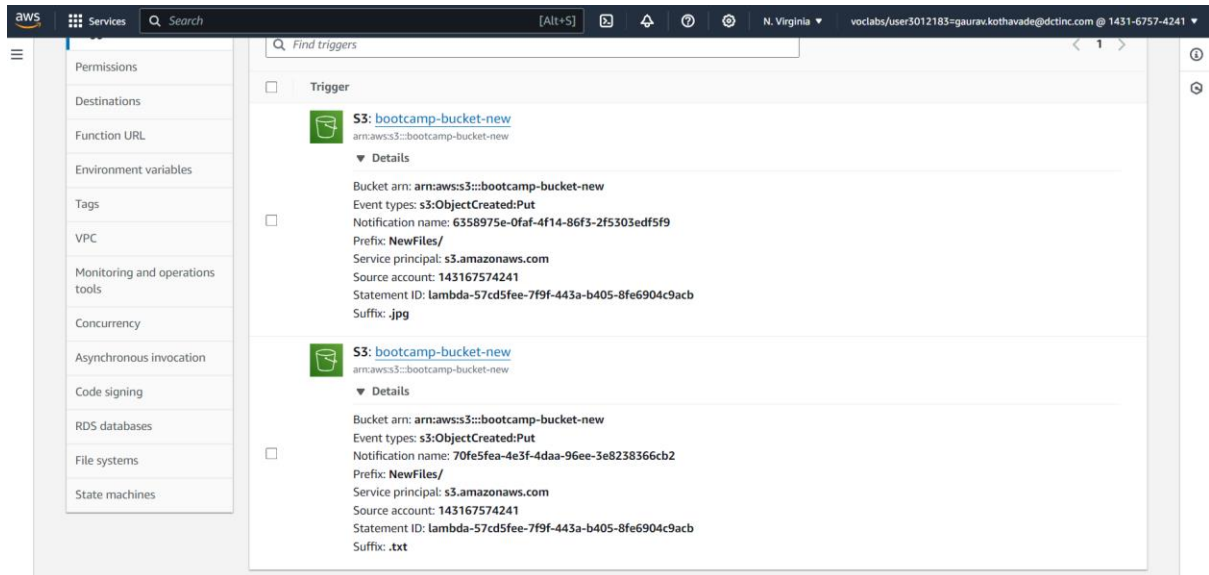 aws
Services
Search
[Alt+S]
N. Virginia ▼
voclabs/user3012183=gaurav.kothavade@dctinc.com @ 1431-6757-4241 ▼
Permissions
Destinations
Function URL
Environment variables
Tags
VPC
Monitoring and operations
tools
Concurrency
Asynchronous invocation
Code signing
RDS databases
File systems
State machines
Find triggers
< 1 >
Trigger
S3: bootcamp-bucket-new
arn:aws:s3:::bootcamp-bucket-new
▼ Details
Bucket arn: arn:aws:s3:::bootcamp-bucket-new
Event types: s3:ObjectCreated:Put
Notification name: 6358975e-0faf-4f14-86f3-2f5303edf5f9
Prefix: NewFiles/
Service principal: s3.amazonaws.com
Source account: 143167574241
Statement ID: lambda-57cd5fee-7f9f-443a-b405-8fe6904c9acb
Suffix: .jpg
S3: bootcamp-bucket-new
arn:aws:s3:::bootcamp-bucket-new
▼ Details
Bucket arn: arn:aws:s3:::bootcamp-bucket-new
Event types: s3:ObjectCreated:Put
Notification name: 70fe5fea-4e3f-4daa-96ee-3e8238366cb2
Prefix: NewFiles/
Service principal: s3.amazonaws.com
Source account: 143167574241
Statement ID: lambda-57cd5fee-7f9f-443a-b405-8fe6904c9acb
Suffix: .txt